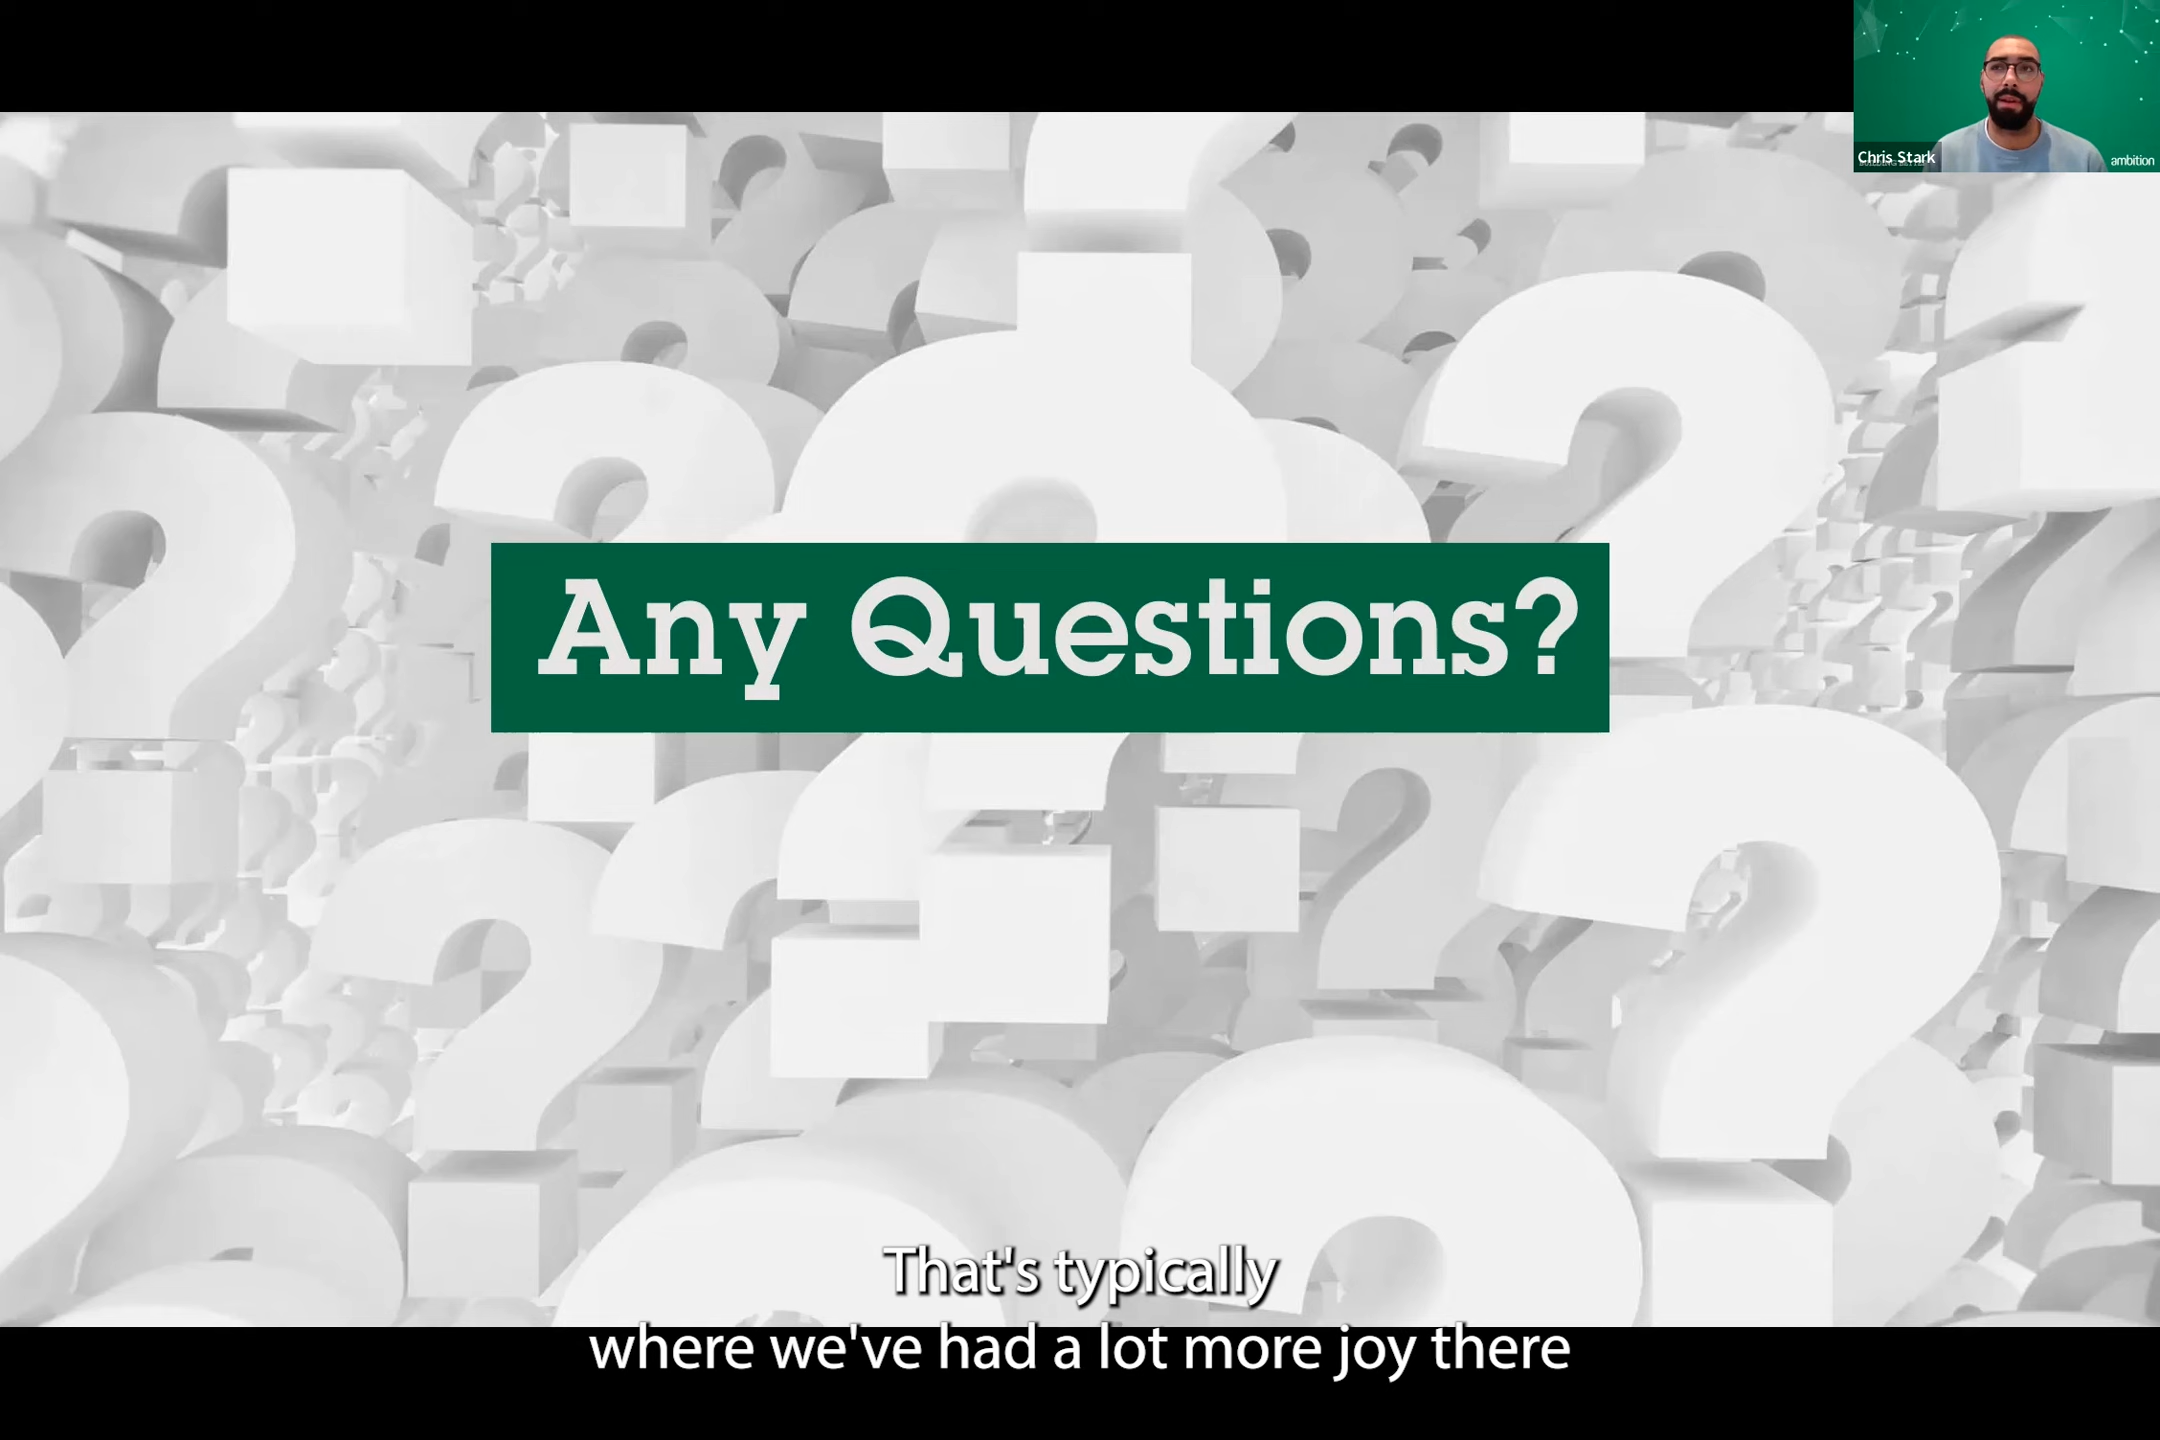 Chris Stark
ambition
Any Questions?
That's typically
where we've had a lot more joy there